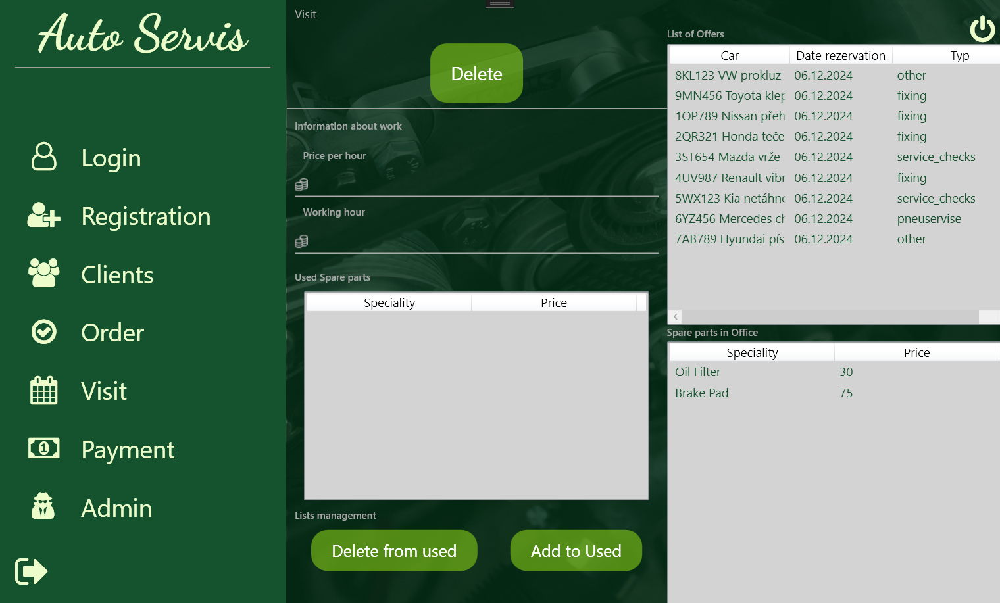 Auto Servis
Login
Registration
Clients
Order
Visit
Payment
Admin
Visit
Delete
Information about work
Price per hour
Working hour
Used Spare parts
Speciality Price
Lists management
Delete from used Add to Used
List of Offers
Car Date rezervation Typ
8KL123 VW prokluz 06.12.2024 other
9MN456 Toyota klep 06.12.2024 fixing
1OP789 Nissan přeh 06.12.2024 fixing
2QR321 Honda teče 06.12.2024 fixing
3ST654 Mazda vrže 06.12.2024 service_checks
4UV987 Renault vibr 06.12.2024 fixing
5WX123 Kia netáhne 06.12.2024 service_checks
6YZ456 Mercedes ch 06.12.2024 pneuservise
7AB789 Hyundai pís 06.12.2024 other
Spare parts in Office
Speciality Price
Oil Filter 30
Brake Pad 75